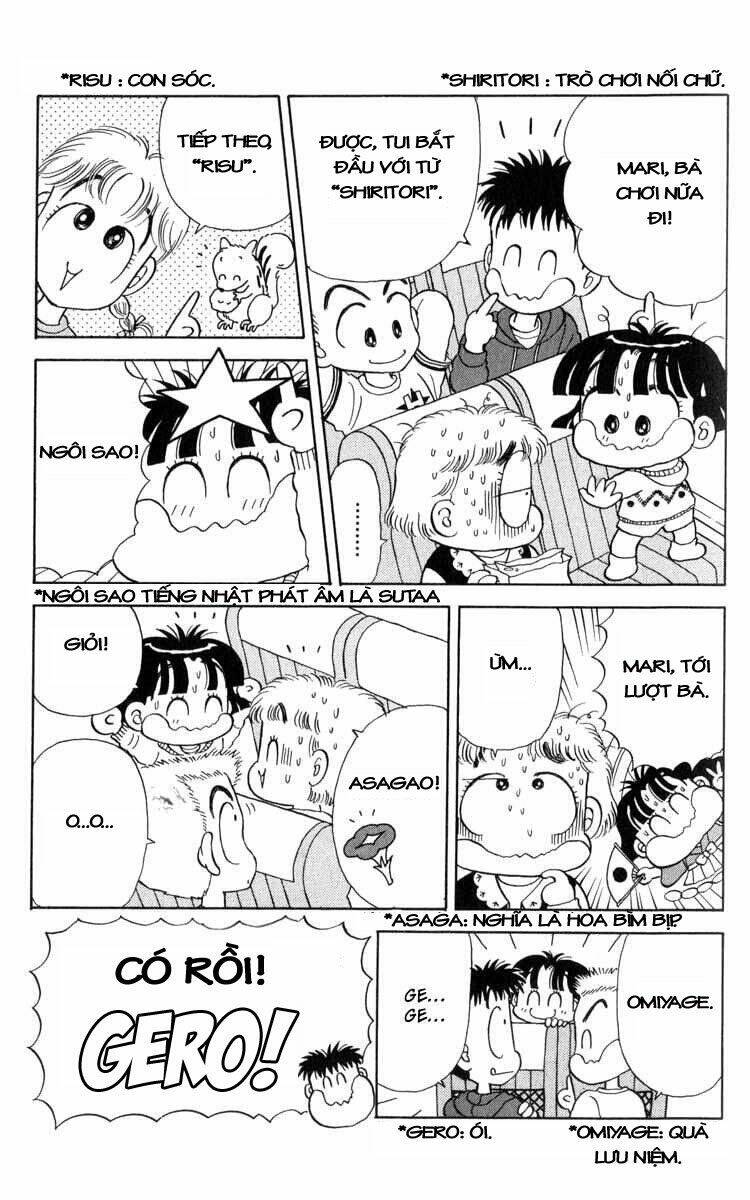 *RISU : CON SÓC.
*SHIRITORI : TRÒ CHƠI NỐI CHỮ.
MARI, BÀ
CHƠI NỮA
ĐI!
ĐƯỢC, TUI BẮT
ĐẦU VỚI TỪ
"SHIRITORI".
TIẾP THEO,
"RISU".
.........
NGÔI SAO!
*NGÔI SAO TIẾNG NHẬT PHÁT ÂM LÀ SUTAA
MARI, TỚI
LƯỢT BÀ.
ỪM...
GIỎI!
ASAGAO!
O...O...
*ASAGA: NGHĨA LÀ HOA BÌM BỊP
OMIYAGE.
GE...
GE...
CÓ RỒI!
GERO!
*GERO: ÓI.
*OMIYAGE: QUÀ
LƯU NIỆM.